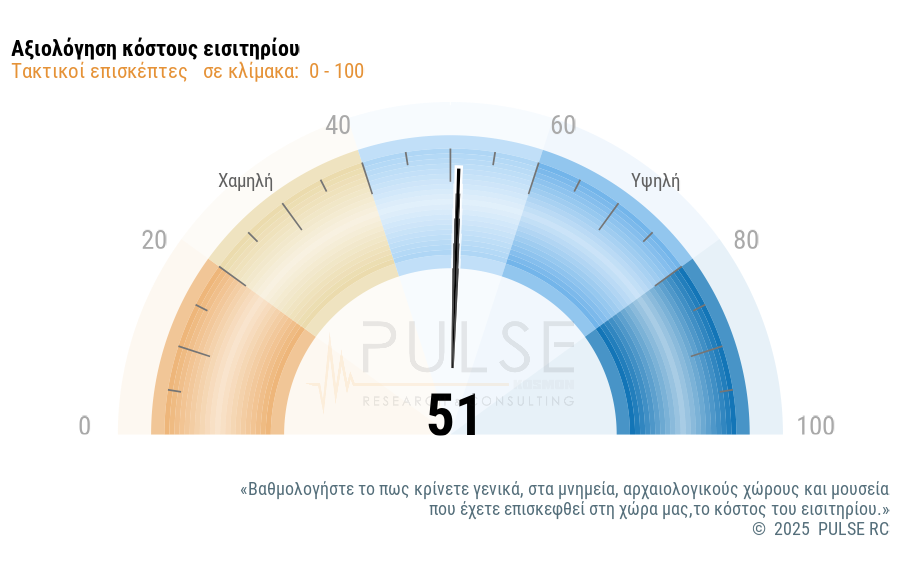 Αξιολόγηση κόστους εισιτηρίου
Τακτικοί επισκέπτες σε κλίμακα: 0 - 100
40
60
Χαμηλή
Υψηλή
20
80
PULSE
RESEARCH & CONSULTING
0
51
100
«Βαθμολογήστε το πως κρίνετε γενικά, στα μνημεία, αρχαιολογικούς χώρους και μουσεία
που έχετε επισκεφθεί στη χώρα μας,το κόστος του εισιτηρίου.»
© 2025 PULSE RC